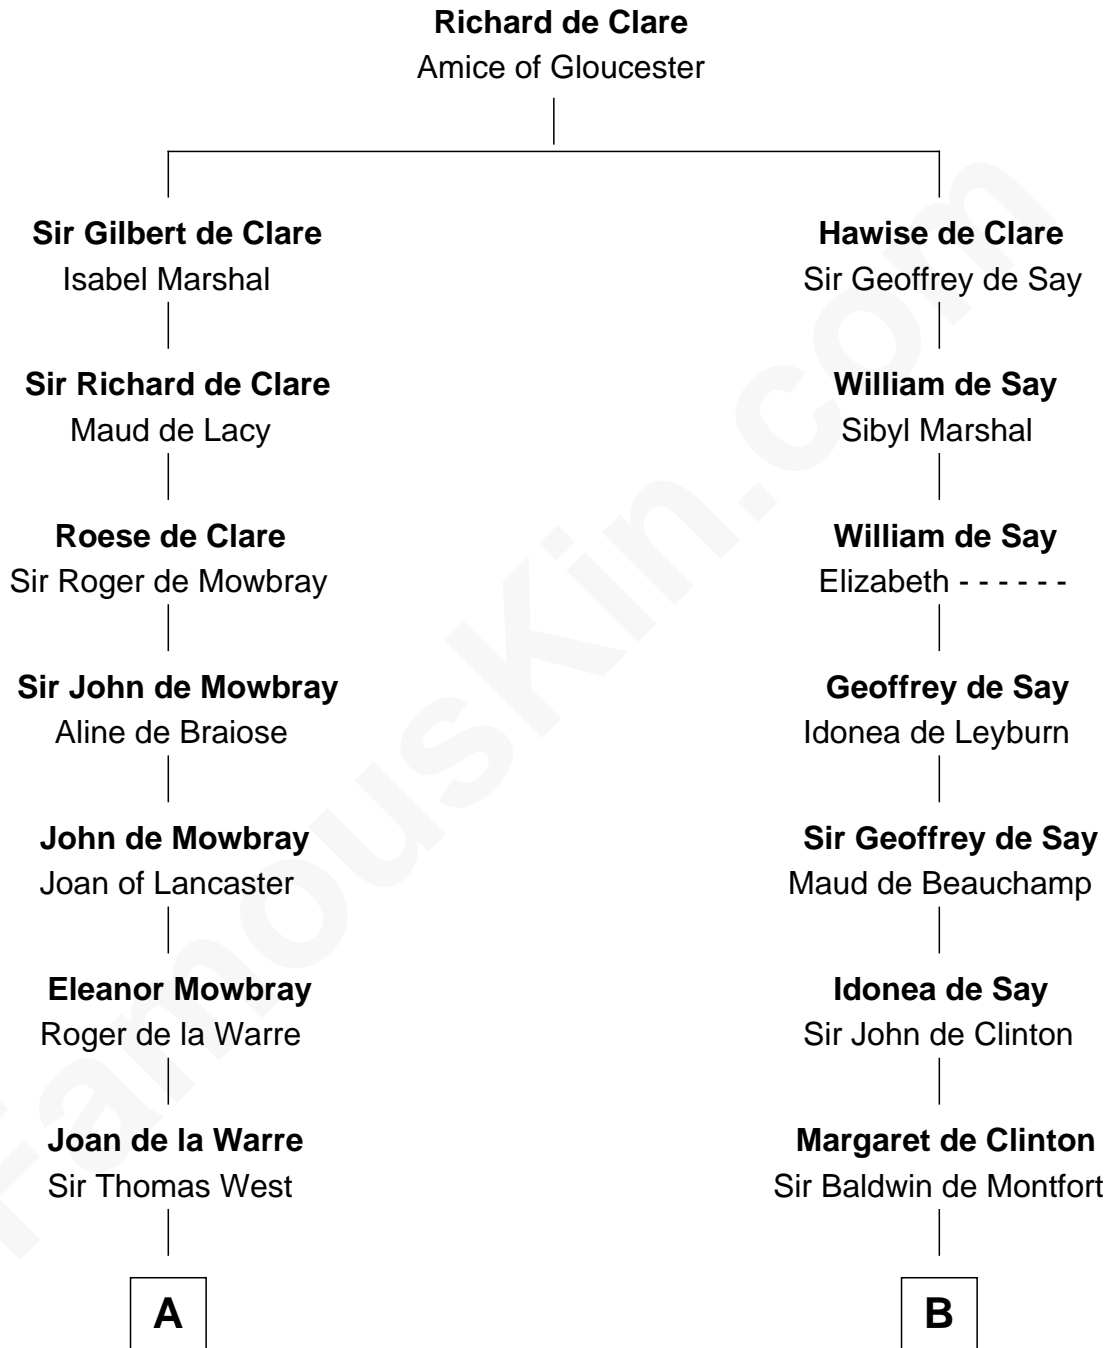 Richard de Clare
Amice of Gloucester
Sir Gilbert de Clare
Isabel Marshal
Sir Richard de Clare
Maud de Lacy
Roese de Clare
Sir Roger de Mowbray
Sir John de Mowbray
Aline de Braiose
John de Mowbray
Joan of Lancaster
Eleanor Mowbray
Roger de la Warre
Joan de la Warre
Sir Thomas West
A
Hawise de Clare
Sir Geoffrey de Say
William de Say
Sibyl Marshal
William de Say
Elizabeth - - - - - -
Geoffrey de Say
Idonea de Leyburn
Sir Geoffrey de Say
Maud de Beauchamp
Idonea de Say
Sir John de Clinton
Margaret de Clinton
Sir Baldwin de Montfort
B
FamousKin.com